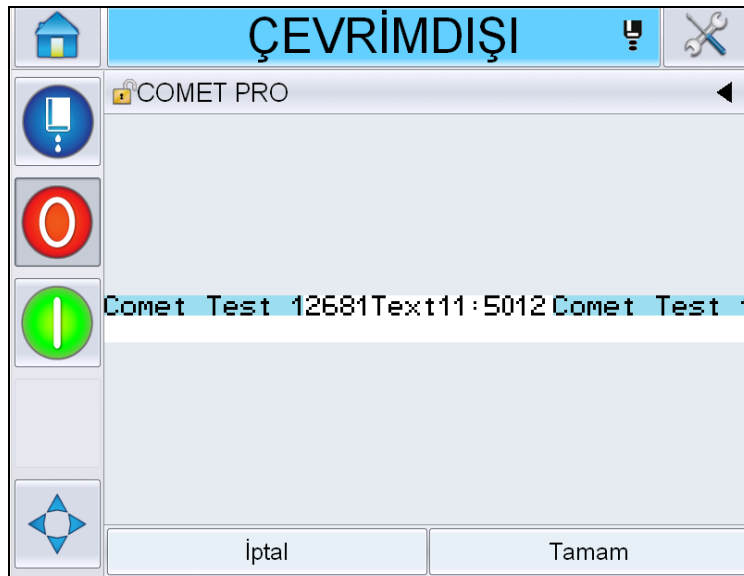 ÇEVRİMDIŞI
COMET PRO
Comet Test 12681Text11:5012 Comet Test
İptal
Tamam